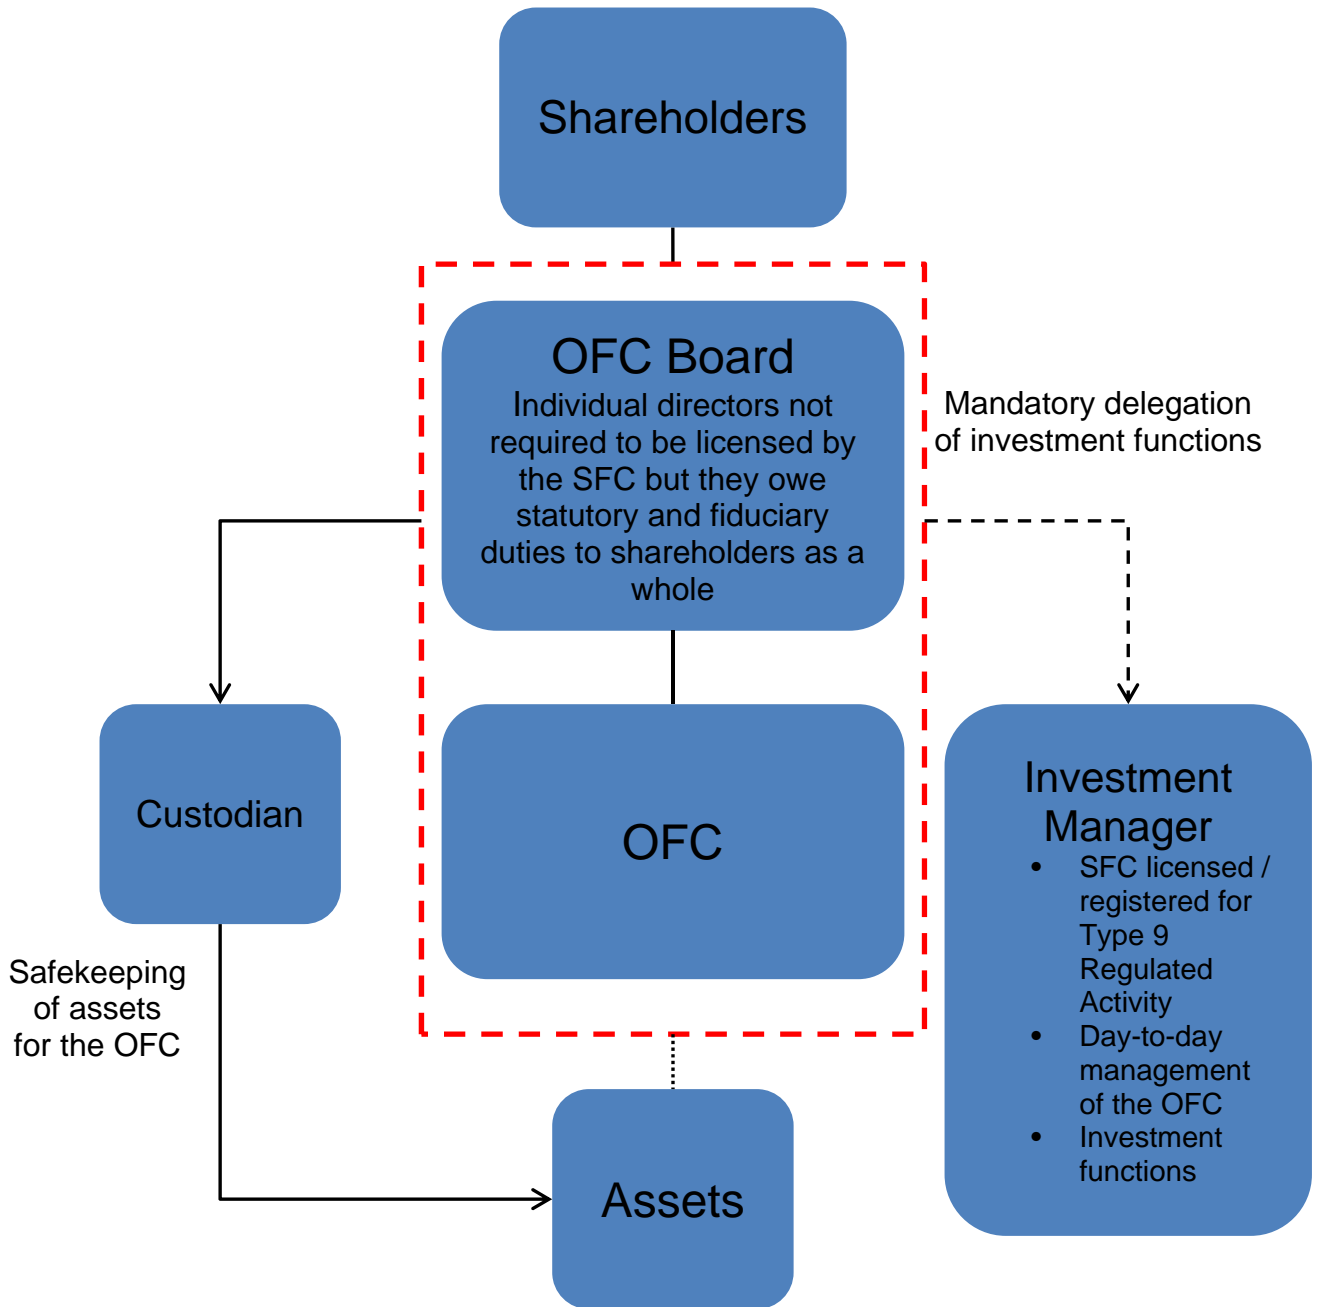 Shareholders
OFC Board
Individual directors not
required to be licensed by
the SFC but they owe
statutory and fiduciary
duties to shareholders as a
whole
Mandatory delegation
of investment functions
Custodian
OFC
Investment
Manager
• SFC licensed /
registered for
Type 9
Regulated
Activity
• Day-to-day
management
of the OFC
• Investment
functions
Safekeeping
of assets
for the OFC
Assets